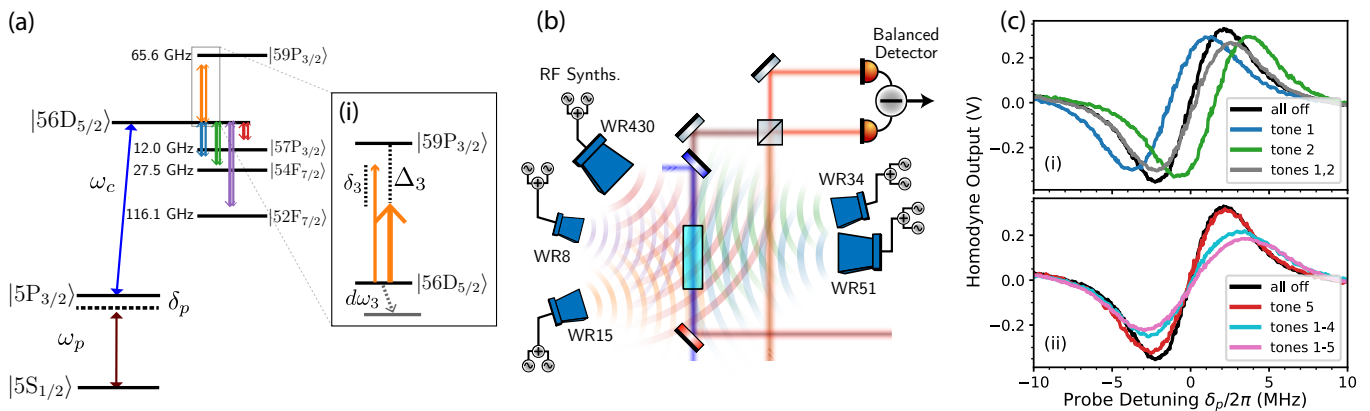 (a)
65.6 GHz
|59P₃/₂⟩
|56D₅/₂⟩
12.0 GHz
|57P₃/₂⟩
27.5 GHz
|54F₇/₂⟩
116.1 GHz
|52F₇/₂⟩
ω_c
|5P₃/₂⟩
δ_p
ω_p
|5S₁/₂⟩
(i)
|59P₃/₂⟩
δ₃
Δ₃
|56D₅/₂⟩
dω₃
(b)
Balanced
Detector
RF Synths.
WR430
WR34
WR8
WR51
WR15
(c)
Homodyne Output (V)
0.2
0.0
−0.2
(i)
all off
tone 1
tone 2
tones 1,2
0.2
0.0
−0.2
(ii)
all off
tone 5
tones 1-4
tones 1-5
−10
−5
0
5
10
Probe Detuning δ_p/2π (MHz)